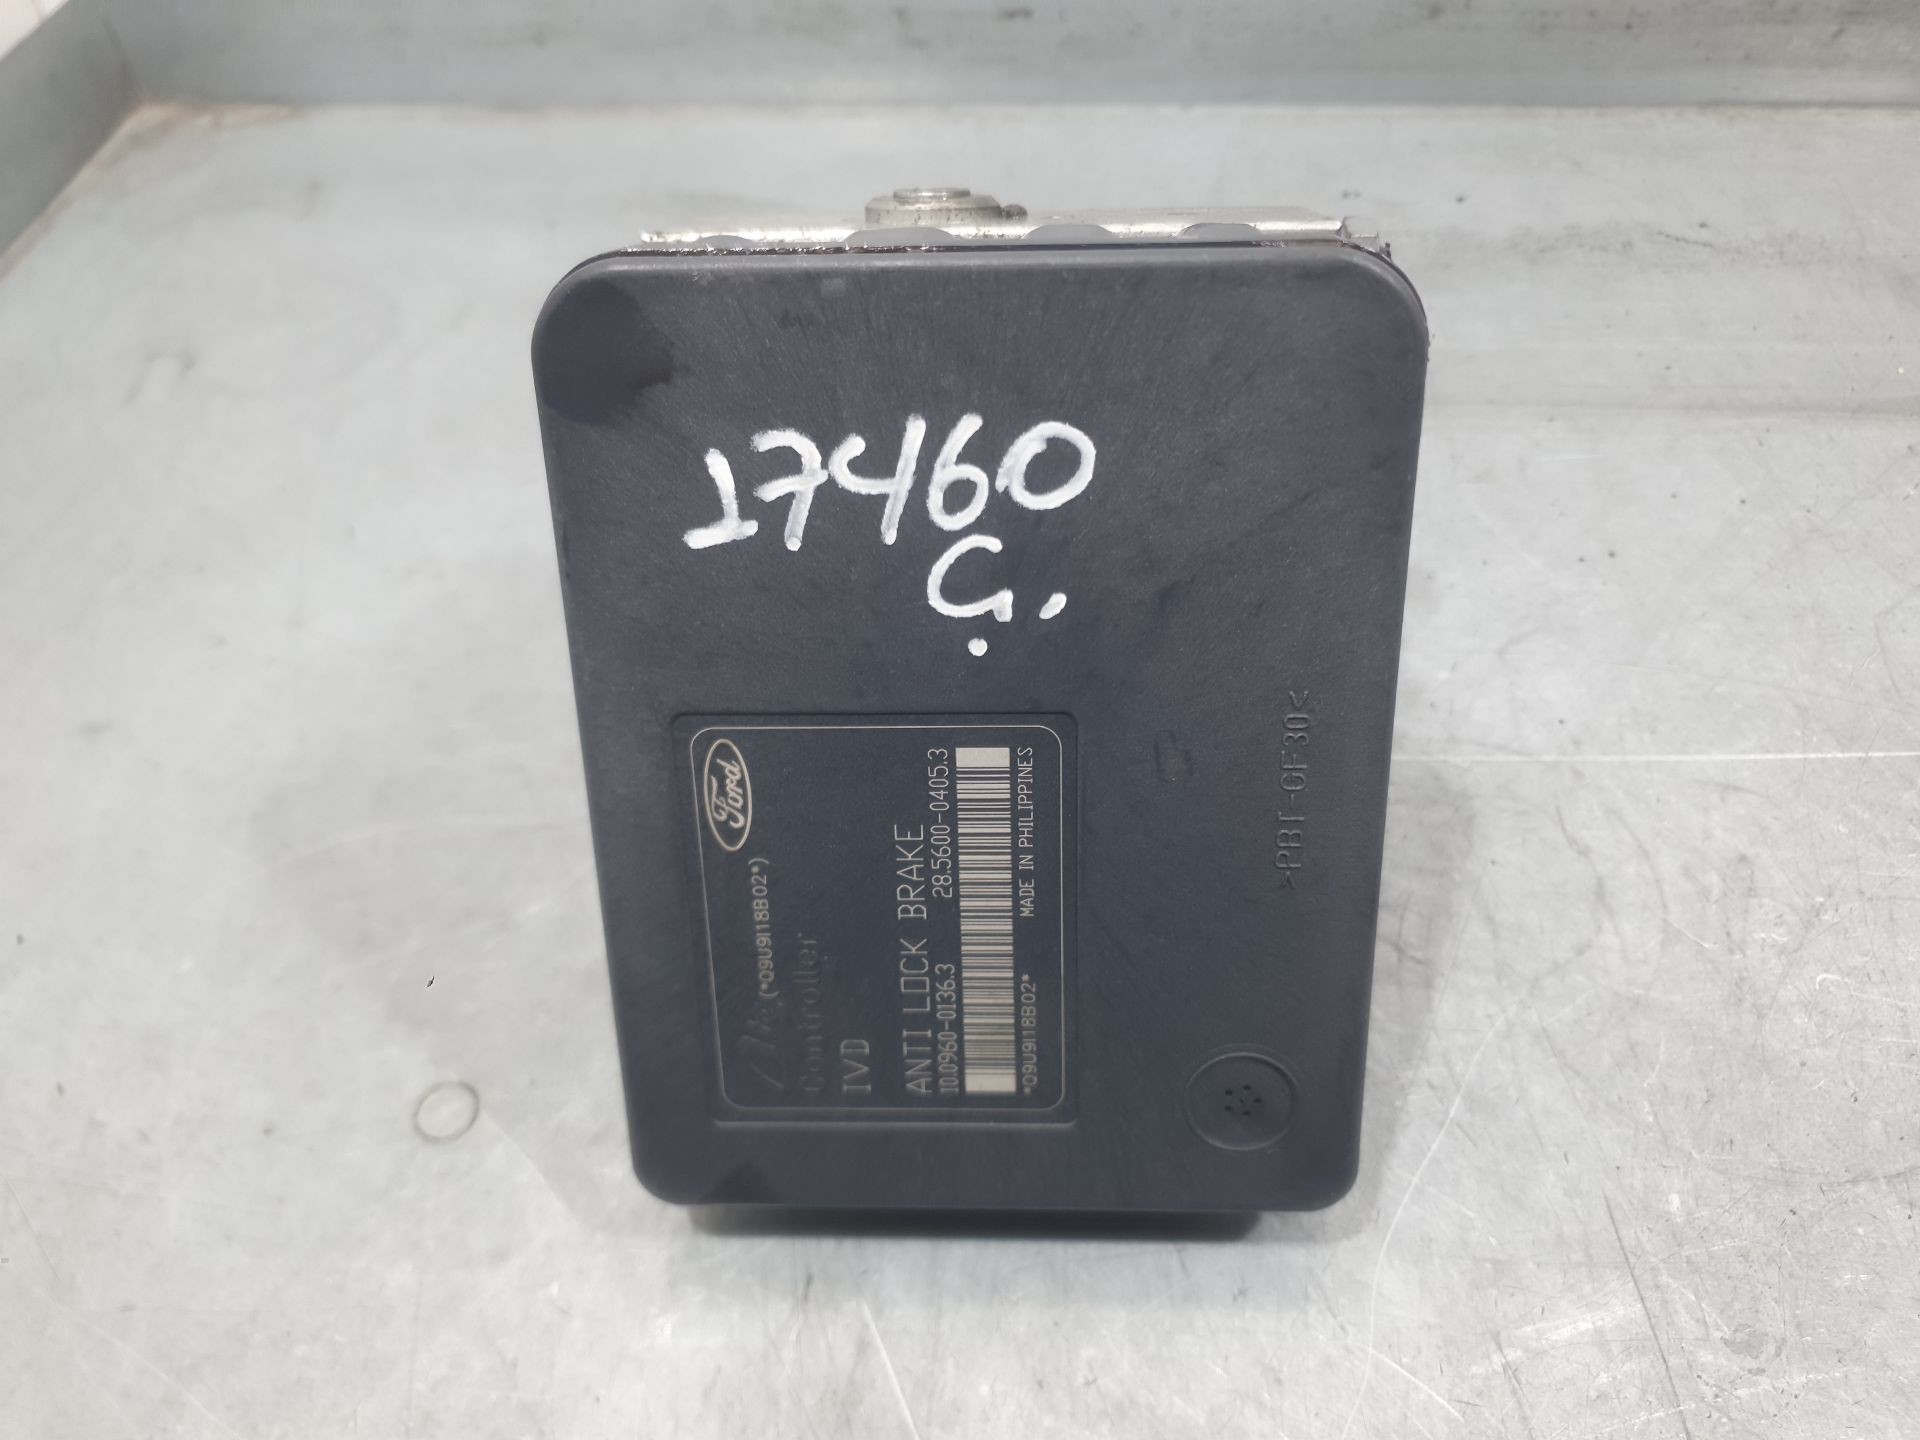 17460
G.
Ford
(*Q9U9118B02*)
Controller
IVD
ANTI LOCK BRAKE
10.0960-0136.3 28.5600-0405.3
*Q9U9118B02* MADE IN PHILIPPINES
>PBT-GF30<